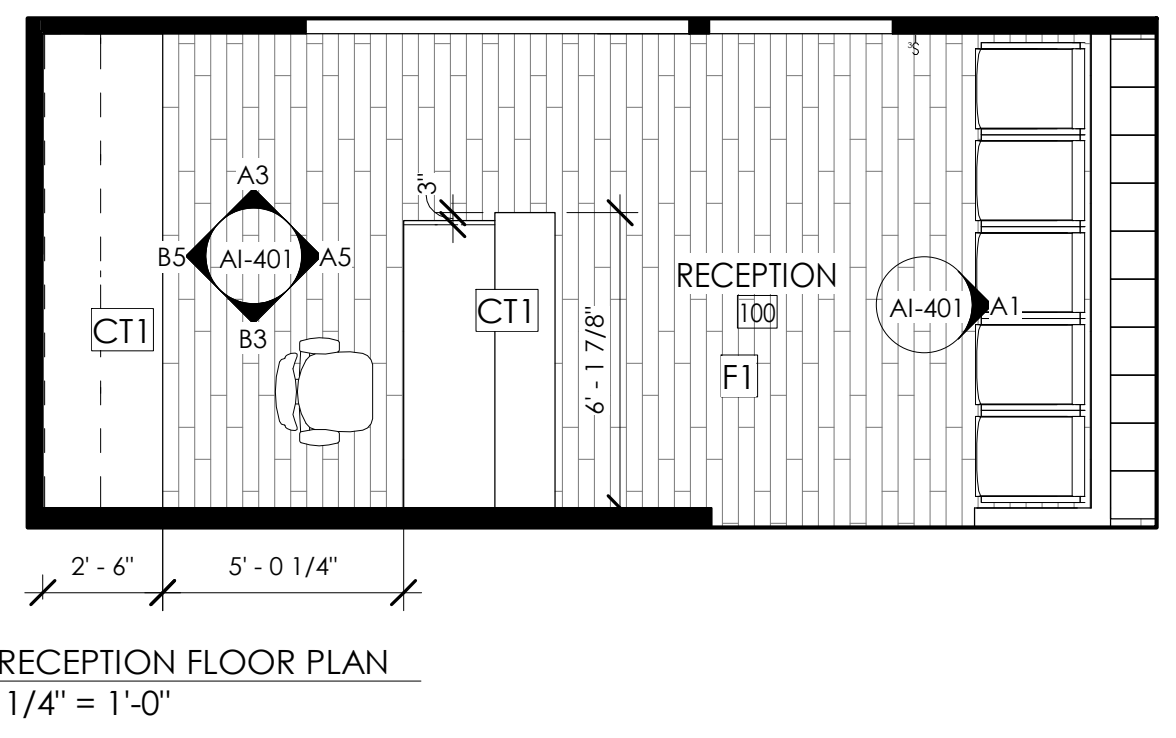 ³S
A3
3"
B5
AI-401
A5
B3
CT1
CT1
RECEPTION
100
F1
6' - 1 7/8"
AI-401
A1
2' - 6"
5' - 0 1/4"
RECEPTION FLOOR PLAN
1/4" = 1'-0"